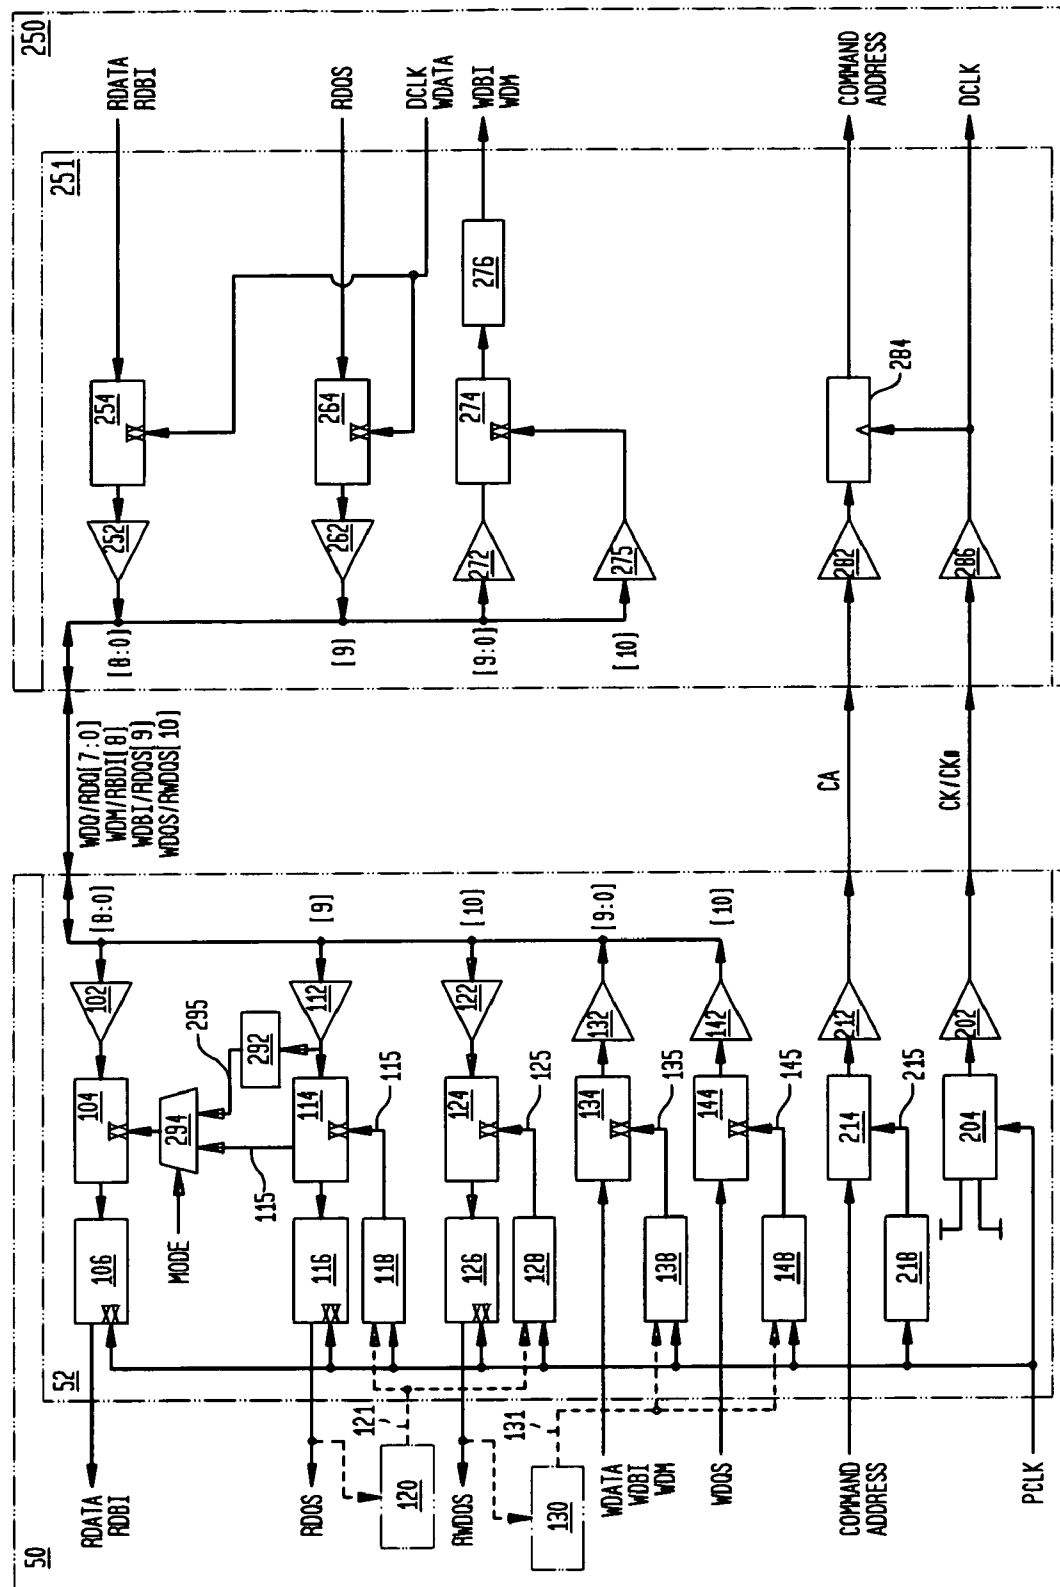 250
RDATA
RDBI
RDQS
DCLK
WDATA
WDBI
WDM
COMMAND
ADDRESS
DCLK
251
276
254
264
274
284
252
262
272
275
282
286
[8:0]
[9]
[9:0]
[10]
WDQ/RDQ[7:0]
WDM/RBDI[8]
WDBI/RDQS[9]
WDQS/RWDQS[10]
CA
CK/CK#
[8:0]
[9]
[10]
[9:0]
[10]
102
112
122
132
142
212
202
295
292
115
125
135
145
215
104
294
114
124
134
144
214
204
115
MODE
106
116
118
126
128
138
148
218
52
121
131
RDATA
RDBI
RDQS
120
RWDQS
130
WDATA
WDBI
WDM
WDQS
COMMAND
ADDRESS
PCLK
50